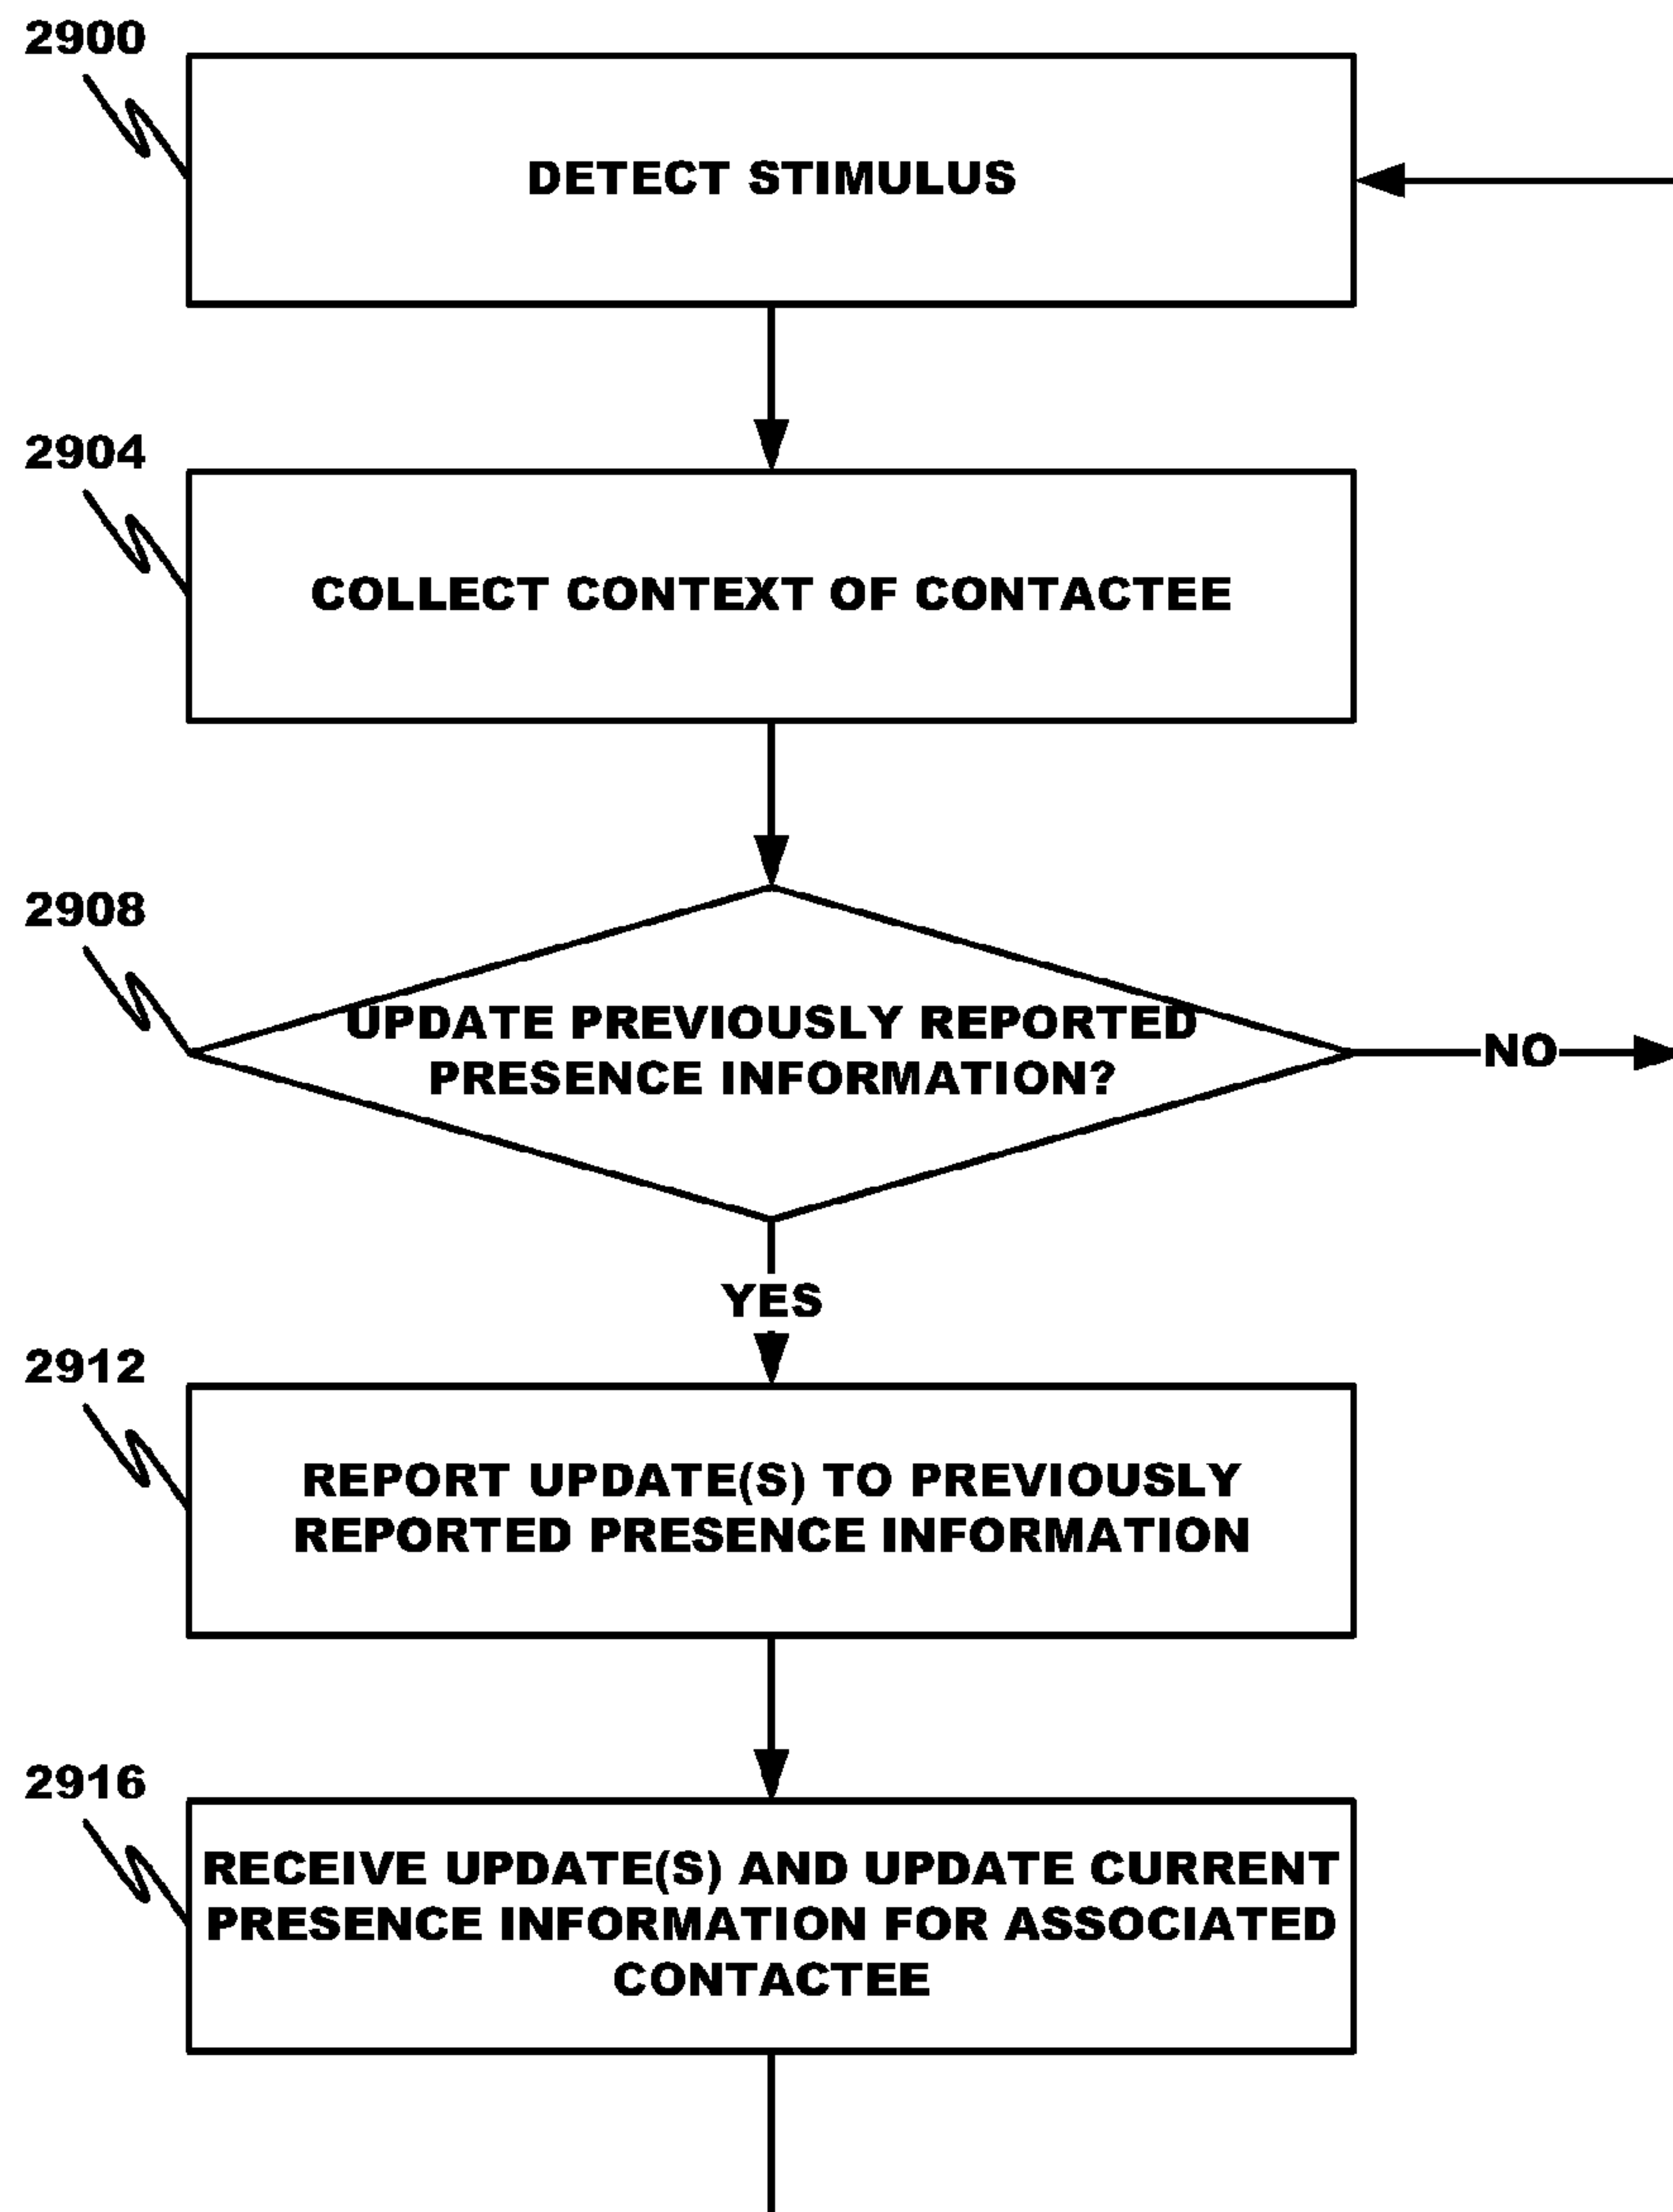 2900
DETECT STIMULUS
2904
COLLECT CONTEXT OF CONTACTEE
2908
UPDATE PREVIOUSLY REPORTED
PRESENCE INFORMATION?
NO
YES
2912
REPORT UPDATE(S) TO PREVIOUSLY
REPORTED PRESENCE INFORMATION
2916
RECEIVE UPDATE(S) AND UPDATE CURRENT
PRESENCE INFORMATION FOR ASSOCIATED
CONTACTEE